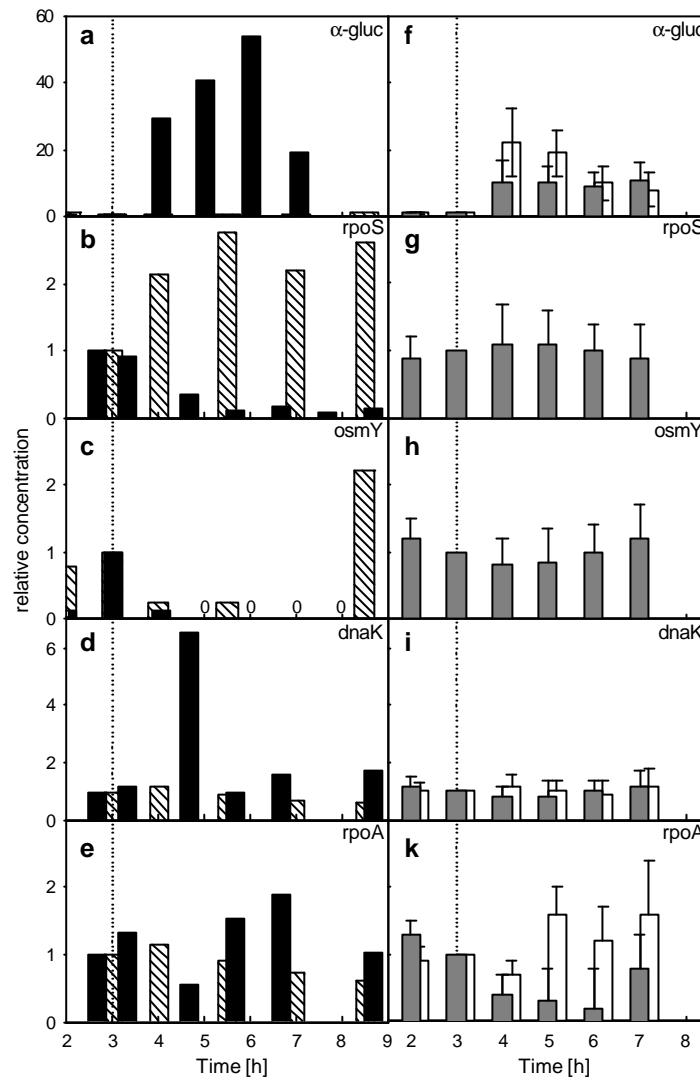 60
40
20
0
a
α-gluc
f
α-gluc
2
1
0
b
rpoS
g
rpoS
2
1
0
c
osmY
0 0 0 0
h
osmY
6
4
2
0
d
dnaK
i
dnaK
2
1
0
e
rpoA
k
rpoA
relative concentration
2 3 4 5 6 7 8 9 2 3 4 5 6 7 8
Time [h] Time [h]